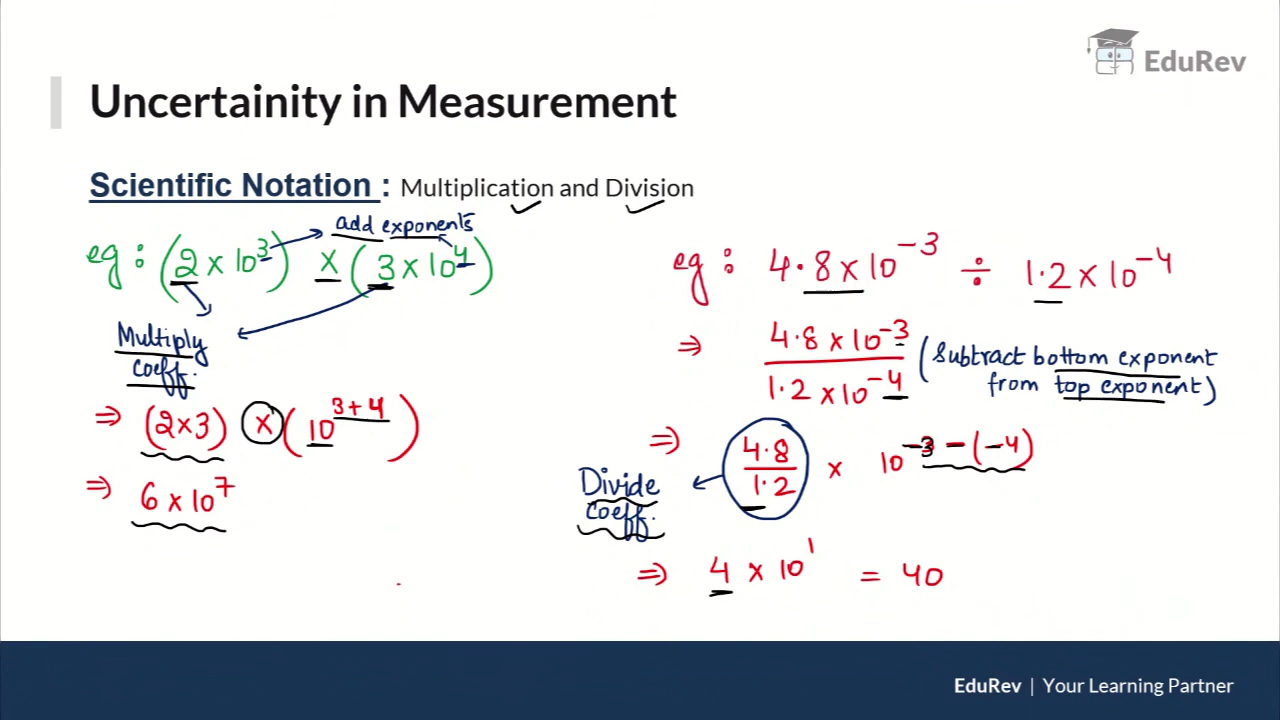 EduRev
Uncertainity in Measurement
Scientific Notation : Multiplication and Division
add exponents
eg : (2 × 10³) × (3 × 10⁴)
Multiply
coeff.
⇒ (2×3) × (10³⁺⁴)
⇒ 6 × 10⁷
eg : 4.8 × 10⁻³ ÷ 1.2 × 10⁻⁴
⇒ 4.8 × 10⁻³
1.2 × 10⁻⁴
(Subtract bottom exponent
from top exponent)
⇒ 4.8/1.2 × 10⁻³⁻⁽⁻⁴⁾
Divide
coeff.
⇒ 4 × 10¹ = 40
EduRev | Your Learning Partner